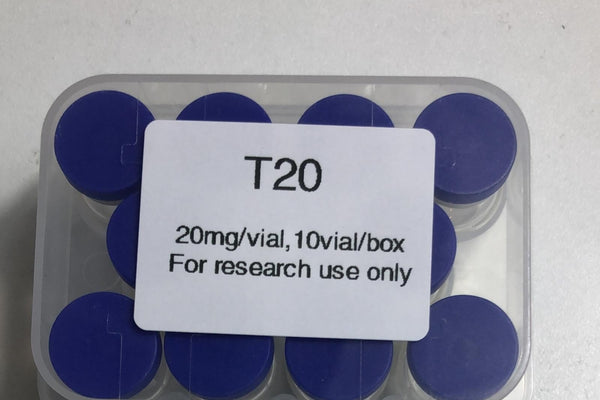 T20
20mg/vial,10vial/box
For research use only